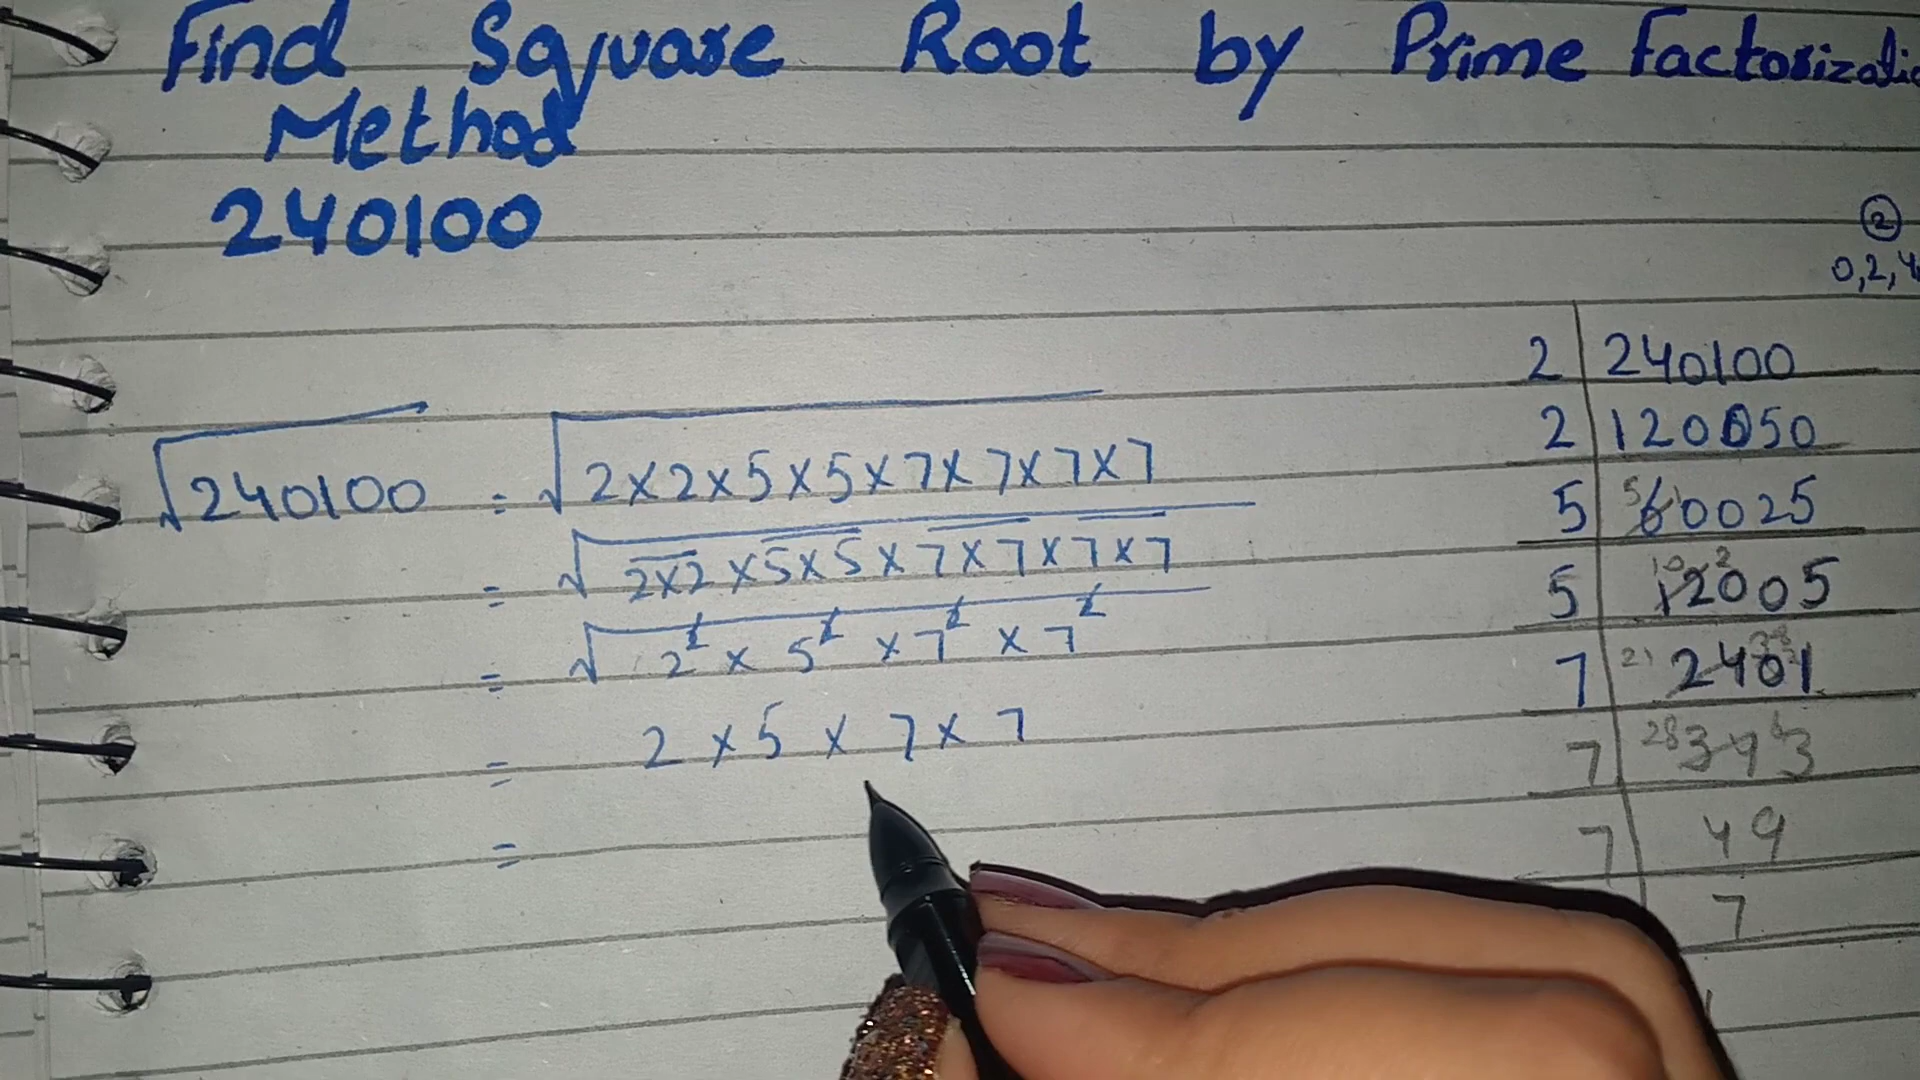 Find Square Root by Prime Factorizatio
Method
240100
②
0,2,4
√240100 = √2×2×5×5×7×7×7×7
= √2×2×5×5×7×7×7×7
= √2² × 5² × 7² × 7²
= 2 × 5 × 7 × 7
=
2 | 240100
2 | 120050
5 | 60025
5 | 12005
7 | 2401
7 | 343
7 | 49
7